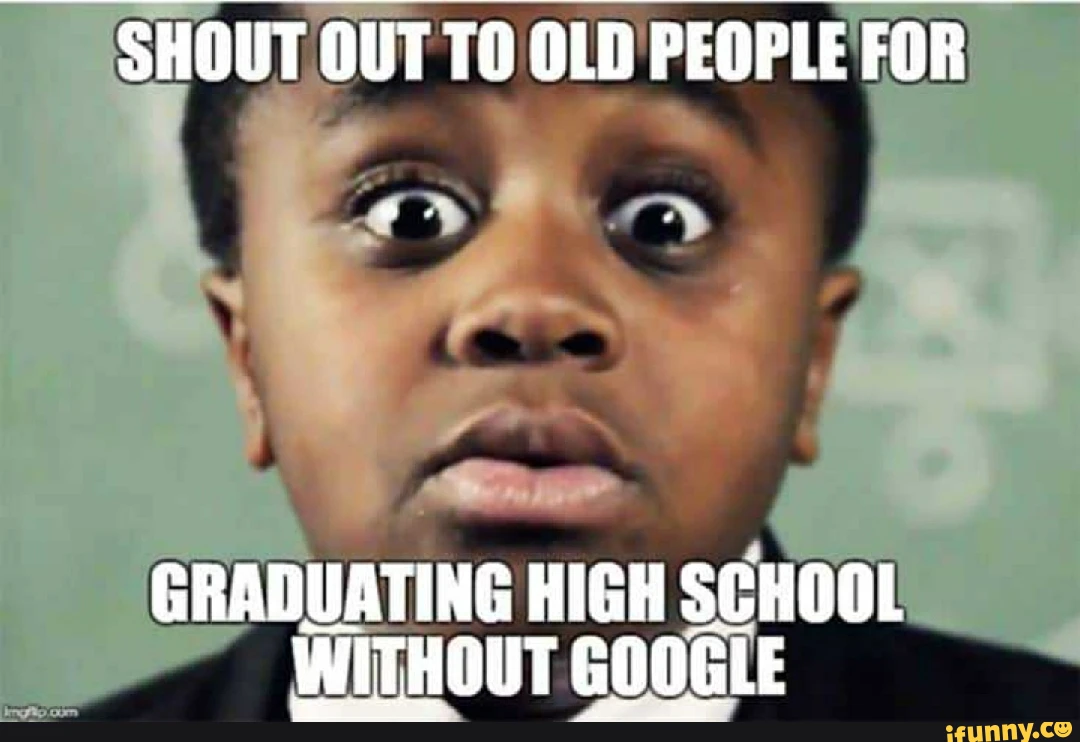 SHOUT OUT TO OLD PEOPLE FOR
GRADUATING HIGH SCHOOL
WITHOUT GOOGLE
imgflip.com
ifunny.co